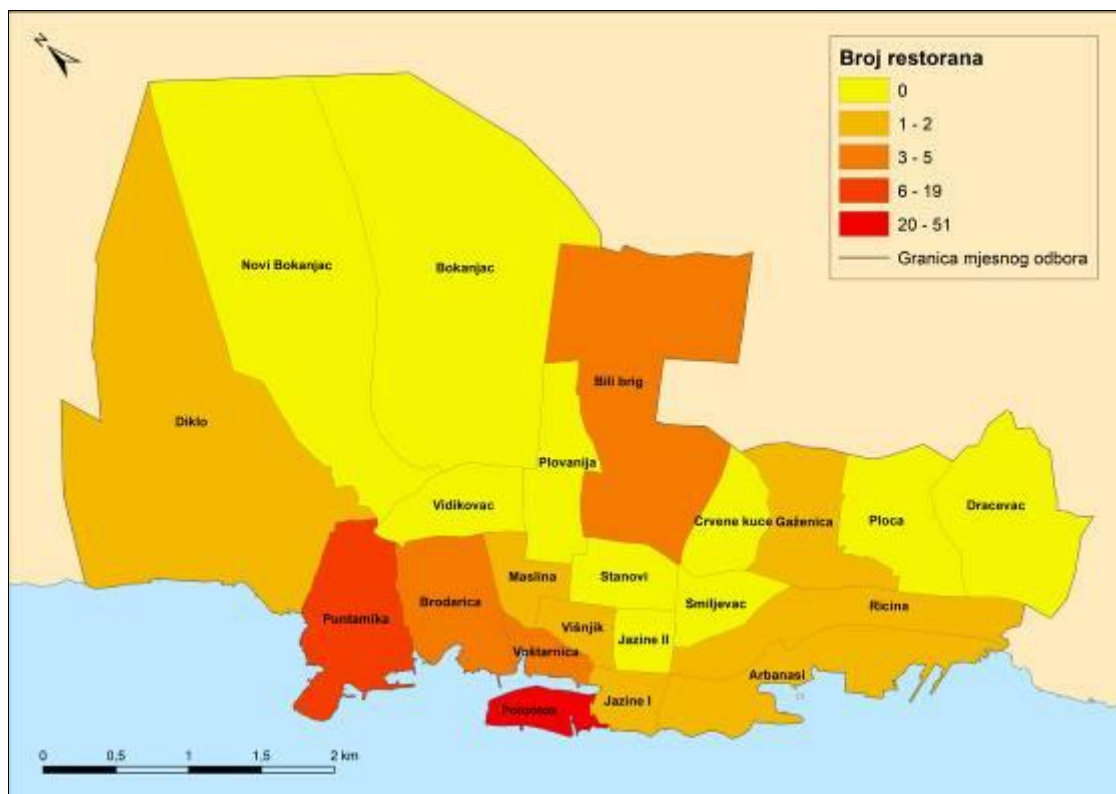 N
Broj restorana
0
1 - 2
3 - 5
6 - 19
20 - 51
Granica mjesnog odbora
Novi Bokanjac
Bokanjac
Bili brig
Diklo
Plovanija
Vidikovac
Crvene kuce
Gaženica
Ploca
Dracevac
Maslina
Stanovi
Brodarica
Smiljevac
Ricina
Puntamika
Višnjik
Jazine II
Voštarnica
Arbanasi
Jazine I
Poluotok
0 0,5 1 1,5 2 km